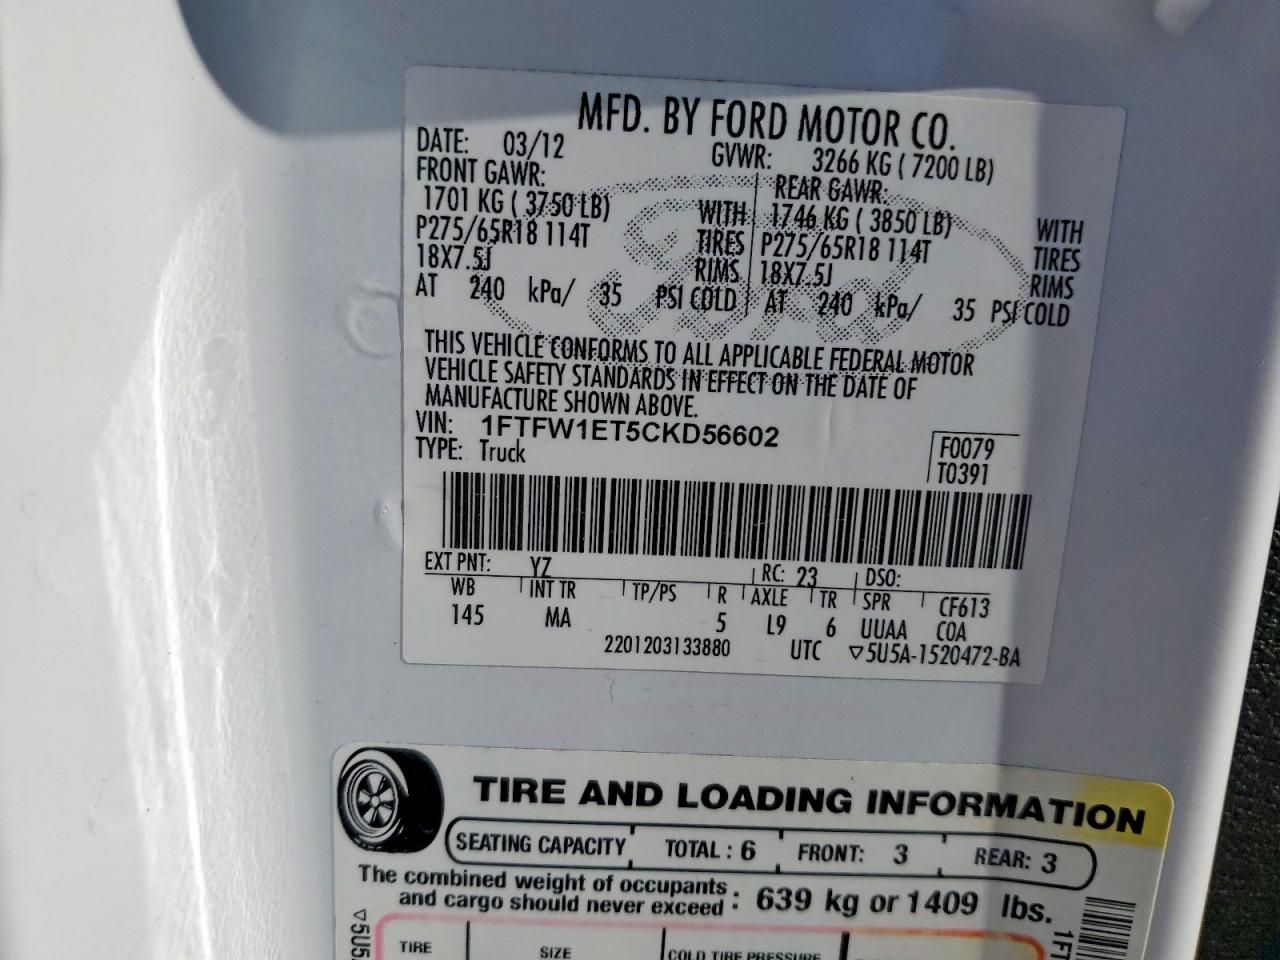 MFD. BY FORD MOTOR CO.
DATE: 03/12 GVWR: 3266 KG ( 7200 LB)
FRONT GAWR: REAR GAWR:
1701 KG ( 3750 LB) WITH 1746 KG ( 3850 LB) WITH
P275/65R18 114T TIRES P275/65R18 114T TIRES
18X7.5J RIMS 18X7.5J RIMS
AT 240 kPa/ 35 PSI COLD AT 240 kPa/ 35 PSI COLD
THIS VEHICLE CONFORMS TO ALL APPLICABLE FEDERAL MOTOR
VEHICLE SAFETY STANDARDS IN EFFECT ON THE DATE OF
MANUFACTURE SHOWN ABOVE.
VIN: 1FTFW1ET5CKD56602
TYPE: Truck
F0079
T0391
EXT PNT: YZ RC: 23 DSO:
WB INT TR TP/PS R AXLE TR SPR CF613
145 MA 5 L9 6 UUAA COA
2201203133880 UTC ▽5U5A-1520472-BA
TIRE AND LOADING INFORMATION
SEATING CAPACITY TOTAL : 6 FRONT: 3 REAR: 3
The combined weight of occupants
and cargo should never exceed : 639 kg or 1409 lbs.
TIRE SIZE COLD TIRE PRESSURE
▽5U5
1FT